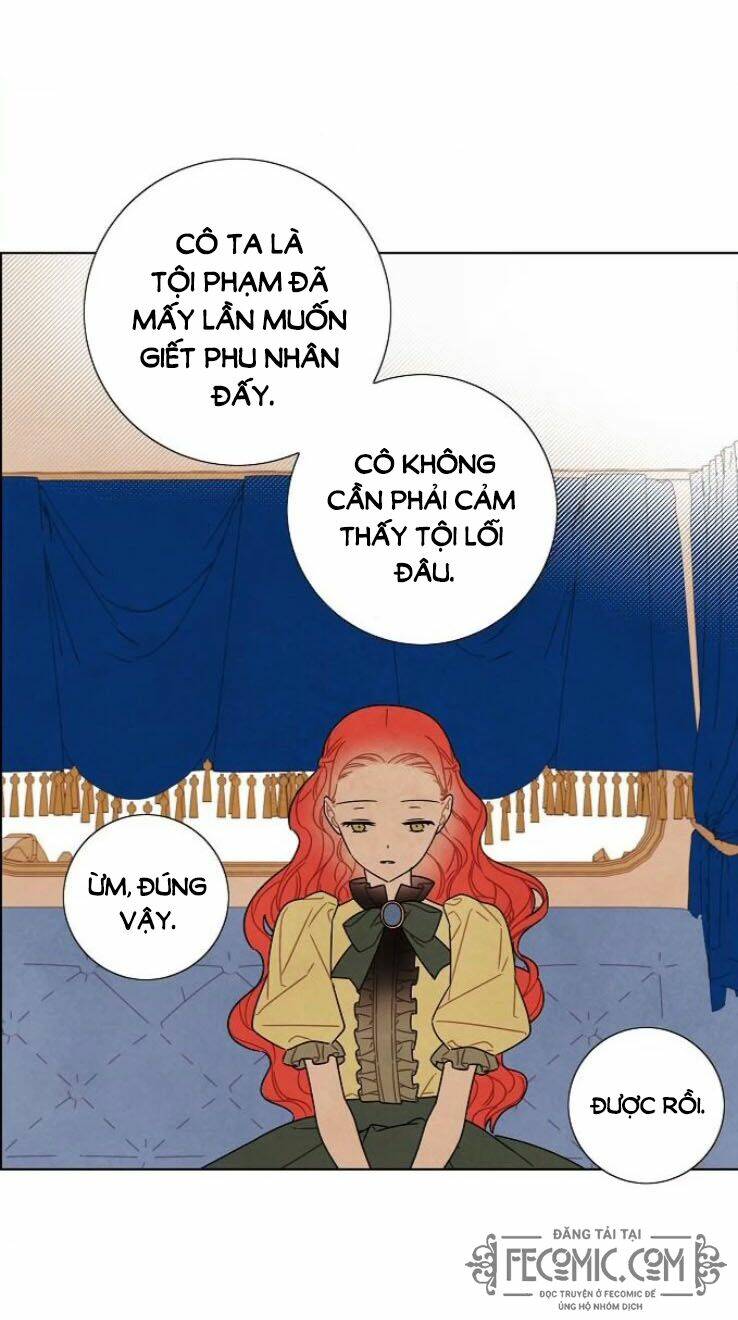 CÔ TA LÀ
TỘI PHẠM ĐÃ
MẤY LẦN MUỐN
GIẾT PHU NHÂN
ĐẤY.
CÔ KHÔNG
CẦN PHẢI CẢM
THẤY TỘI LỖI
ĐÂU.
ỪM, ĐÚNG
VẬY.
ĐƯỢC RỒI.
ĐĂNG TẢI TẠI
FECOMIC.COM
ĐỌC TRUYỆN Ở FECOMIC ĐỂ
ỦNG HỘ NHÓM DỊCH